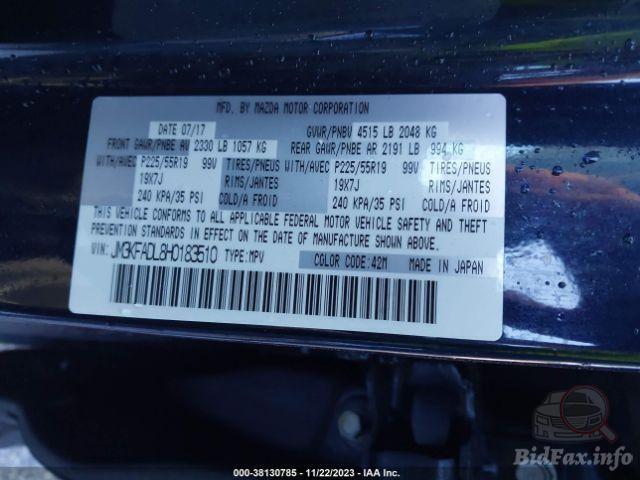 MFD. BY MAZDA MOTOR CORPORATION
DATE 07/17 GVWR/PNBV 4515 LB 2048 KG
FRONT GAWR/PNBE AV 2330 LB 1057 KG REAR GAWR/PNBE AR 2191 LB 994 KG
WITH/AVEC P225/55R19 99V TIRES/PNEUS WITH/AVEC P225/55R19 99V TIRES/PNEUS
19X7J RIMS/JANTES 19X7J RIMS/JANTES
240 KPA/35 PSI COLD/A FROID 240 KPA/35 PSI COLD/A FROID
THIS VEHICLE CONFORMS TO ALL APPLICABLE FEDERAL MOTOR VEHICLE SAFETY AND THEFT
PREVENTION STANDARDS IN EFFECT ON THE DATE OF MANUFACTURE SHOWN ABOVE.
VIN: JM3KFADL8H0183510 TYPE:MPV COLOR CODE:42M MADE IN JAPAN
000-38130785 - 11/22/2023 - IAA Inc.
BidFax.info